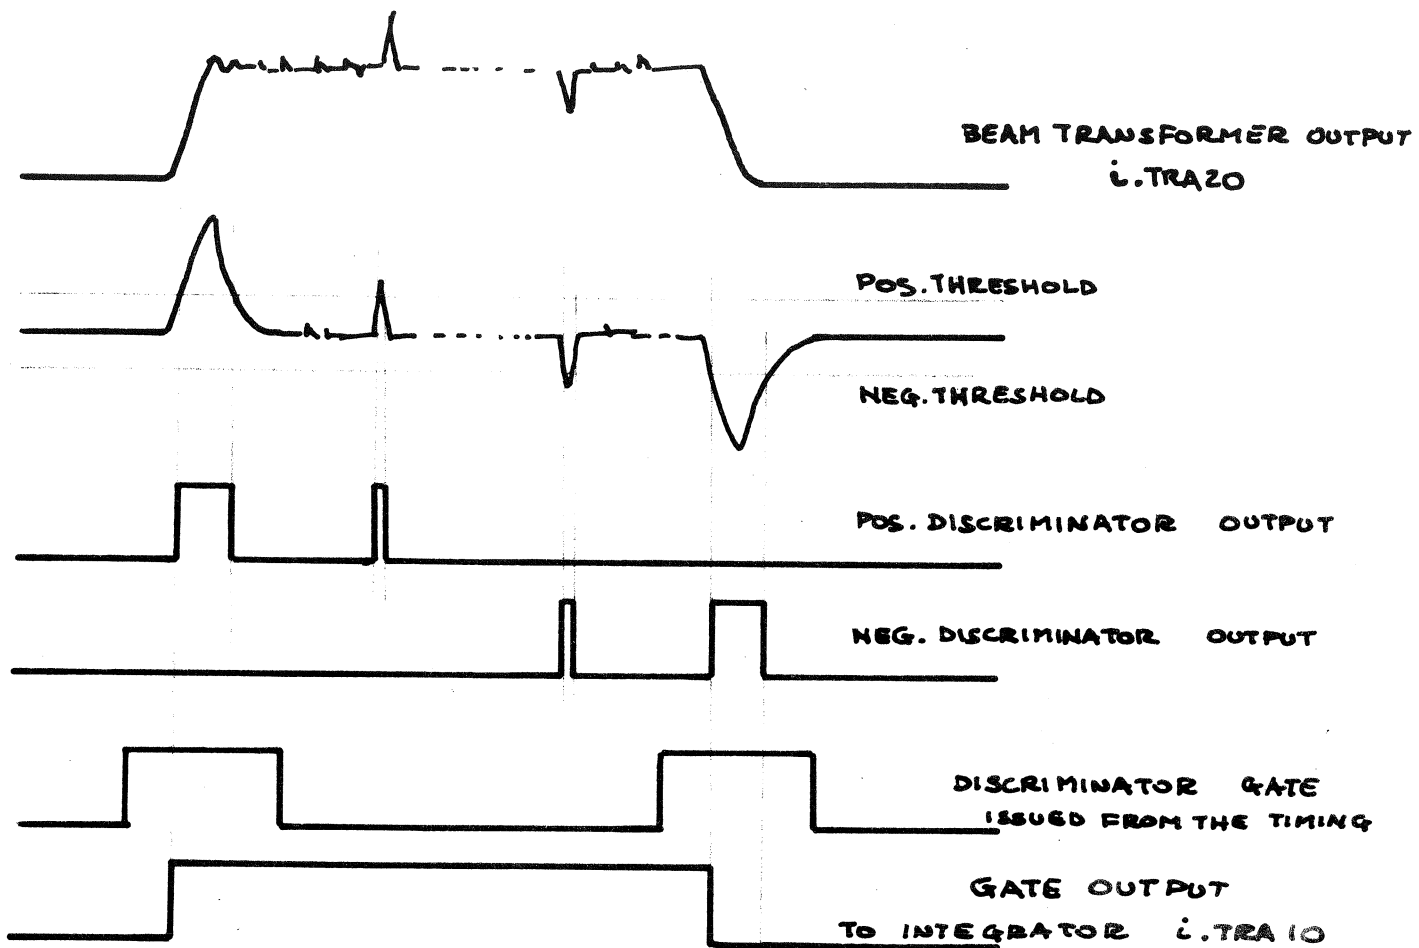 BEAM TRANSFORMER OUTPUT
i.TRA20
POS.THRESHOLD
NEG.THRESHOLD
POS. DISCRIMINATOR OUTPUT
NEG. DISCRIMINATOR OUTPUT
DISCRIMINATOR GATE
ISSUED FROM THE TIMING
GATE OUTPUT
TO INTEGRATOR i.TRA10